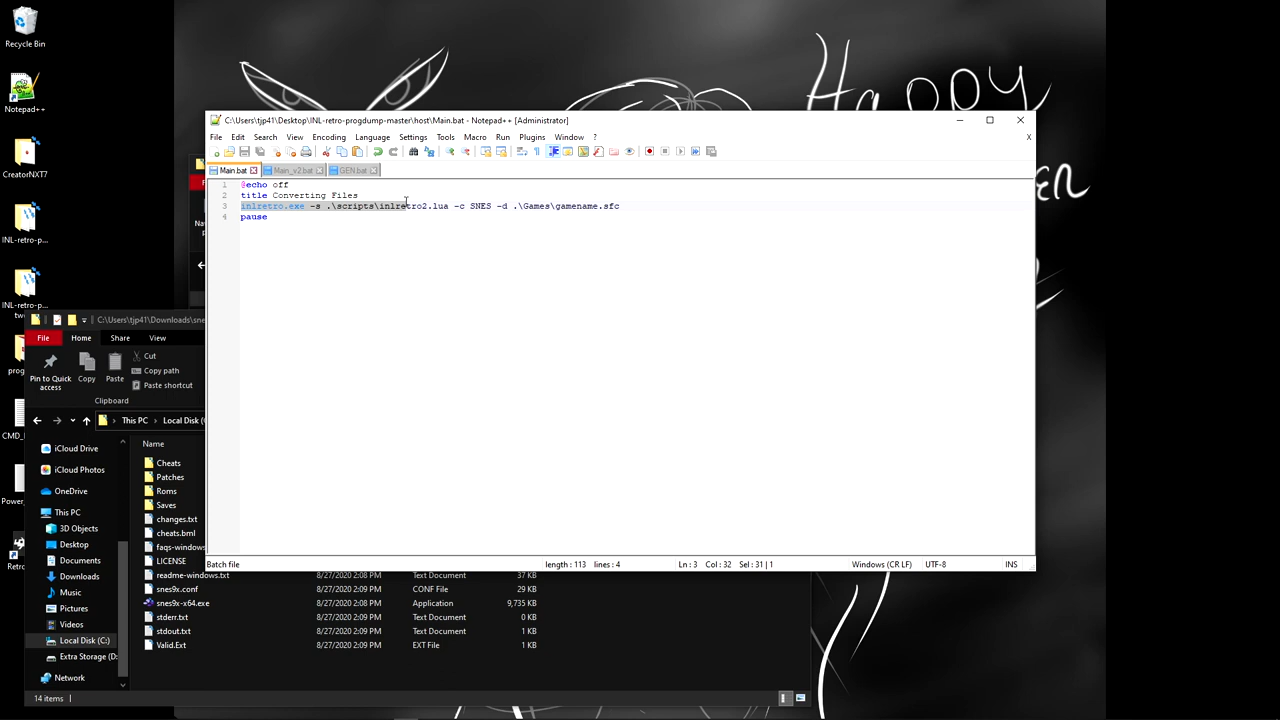 Recycle Bin
Notepad++
CreatorNXT7
INL-retro-p...
INL-retro-p...
Happy
C:\Users\tjp41\Desktop\INL-retro-progdump-master\host\Main.bat - Notepad++ [Administrator]
File Edit Search View Encoding Language Settings Tools Macro Run Plugins Window ? X
Main.bat Main_v2.bat GEN.bat
1 @echo off
2 title Converting Files
3 inlretro.exe -s .\scripts\inlretro2.lua -c SNES -d .\Games\gamename.sfc
4 pause
Batch file length : 113 lines : 4 Ln : 3 Col : 32 Sel : 31 | 1 Windows (CR LF) UTF-8 INS
C:\Users\tjp41\Downloads\sne
File Home Share View
Pin to Quick access
Copy
Paste
Cut
Copy path
Paste shortcut
Clipboard
This PC Local Disk (C
iCloud Drive
iCloud Photos
OneDrive
This PC
3D Objects
Desktop
Documents
Downloads
Music
Pictures
Videos
Local Disk (C:)
Extra Storage (D:
Network
Name
Cheats
Patches
Roms
Saves
changes.txt
cheats.bml
faqs-windows
LICENSE
readme-windows.txt 8/27/2020 2:08 PM Text Document 37 KB
snes9x.conf 8/27/2020 2:09 PM CONF File 29 KB
snes9x-x64.exe 8/27/2020 2:08 PM Application 9,735 KB
stderr.txt 8/27/2020 2:09 PM Text Document 0 KB
stdout.txt 8/27/2020 2:09 PM Text Document 1 KB
Valid.Ext 8/27/2020 2:09 PM EXT File 1 KB
14 items